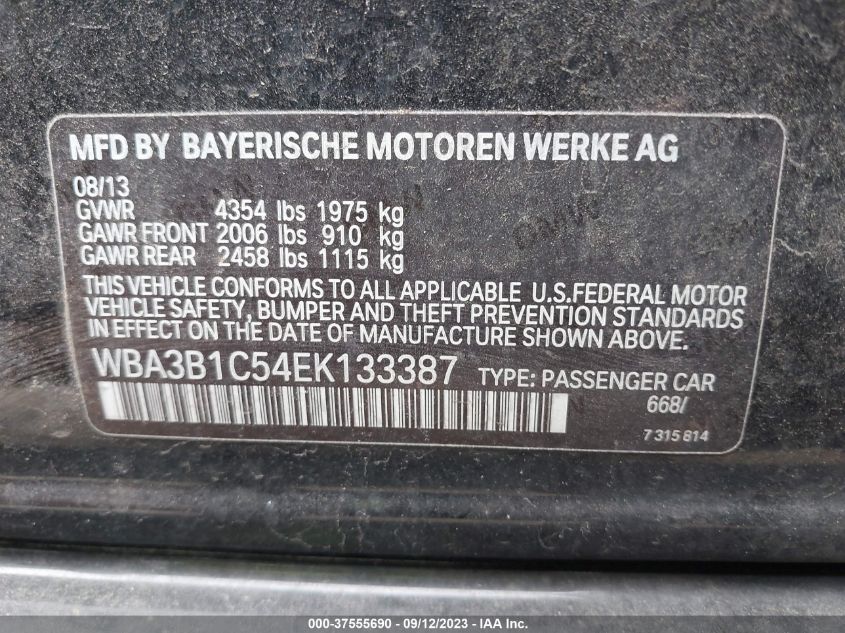 MFD BY BAYERISCHE MOTOREN WERKE AG
08/13
GVWR 4354 lbs 1975 kg
GAWR FRONT 2006 lbs 910 kg
GAWR REAR 2458 lbs 1115 kg
THIS VEHICLE CONFORMS TO ALL APPLICABLE U.S.FEDERAL MOTOR
VEHICLE SAFETY, BUMPER AND THEFT PREVENTION STANDARDS
IN EFFECT ON THE DATE OF MANUFACTURE SHOWN ABOVE.
WBA3B1C54EK133387 TYPE: PASSENGER CAR
668/
7 315 814
000-37555690 - 09/12/2023 - IAAI.com